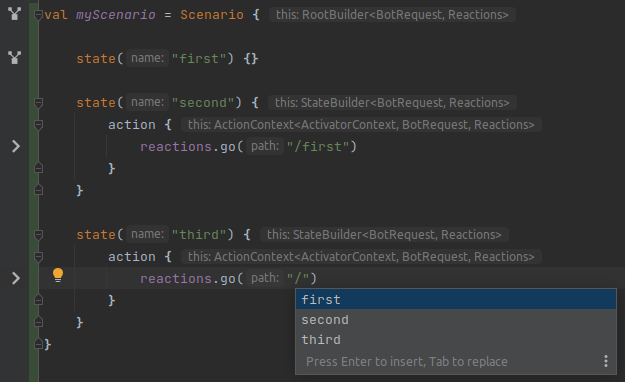 val myScenario = Scenario { this: RootBuilder<BotRequest, Reactions>
state( name: "first") {}
state( name: "second") { this: StateBuilder<BotRequest, Reactions>
action { this: ActionContext<ActivatorContext, BotRequest, Reactions>
reactions.go( path: "/first")
}
}
state( name: "third") { this: StateBuilder<BotRequest, Reactions>
action { this: ActionContext<ActivatorContext, BotRequest, Reactions>
reactions.go( path: "/")
first
}
second
}
third
}
Press Enter to insert, Tab to replace